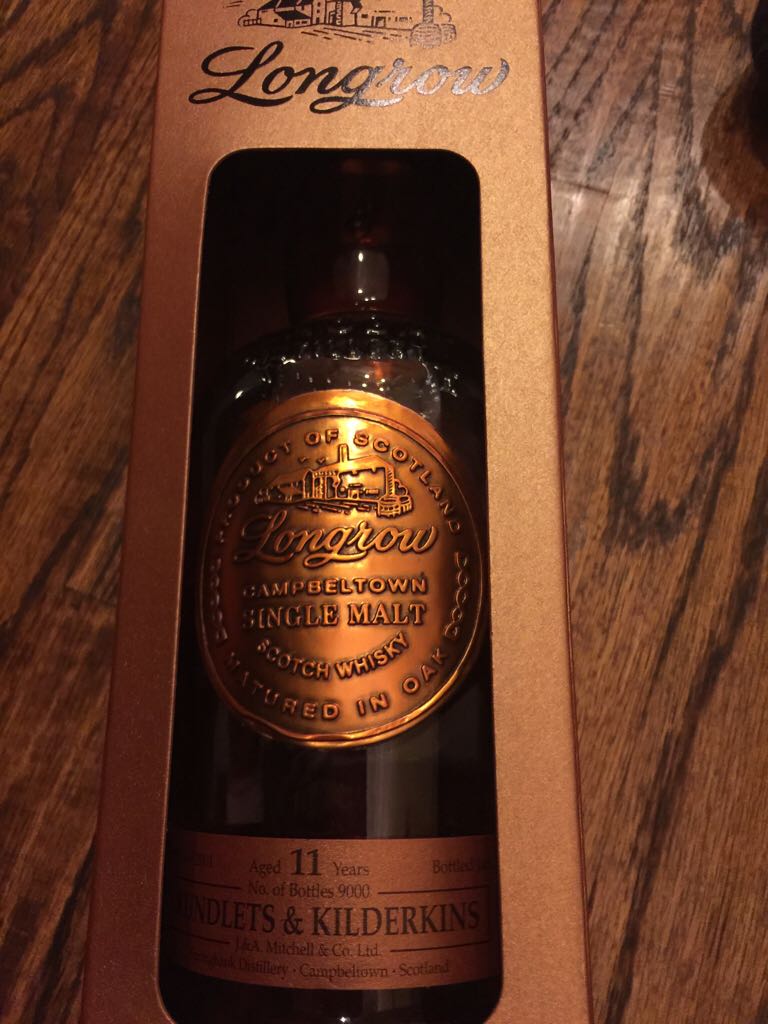 Longrow
PRODUCT OF SCOTLAND
Longrow
CAMPBELTOWN
SINGLE MALT
SCOTCH WHISKY
MATURED IN OAK
Aged 11 Years
Bottled
No. of Bottles 9000
& KILDERKINS
J.&A. Mitchell & Co. Ltd.
Distillery · Campbeltown · Scotland